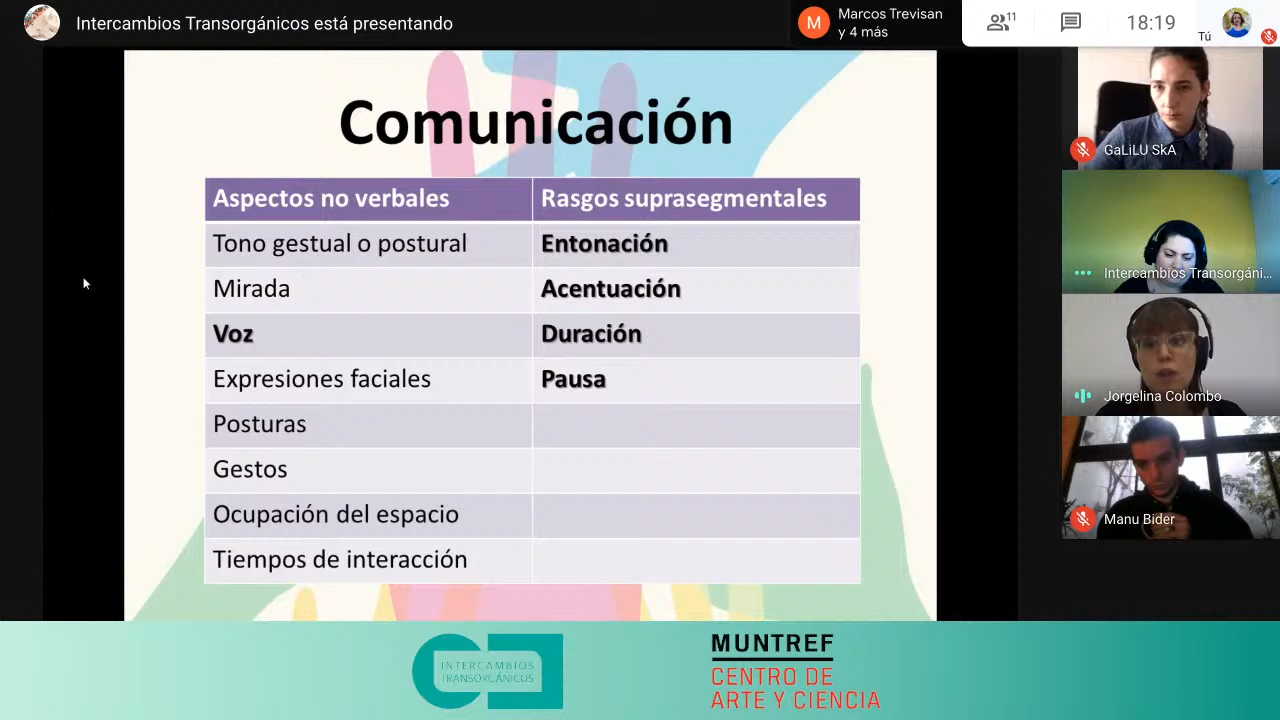 Intercambios Transorgánicos está presentando
M
Marcos Trevisan
y 4 más
11
18:19
Tú
Comunicación
Aspectos no verbales
Rasgos suprasegmentales
Tono gestual o postural
Entonación
Mirada
Acentuación
Voz
Duración
Expresiones faciales
Pausa
Posturas
Gestos
Ocupación del espacio
Tiempos de interacción
GaLiLU SkA
Intercambios Transorgáni...
Jorgelina Colombo
Manu Bider
INTERCAMBIOS
TRANSORGÁNICOS
MUNTREF
CENTRO DE
ARTE Y CIENCIA